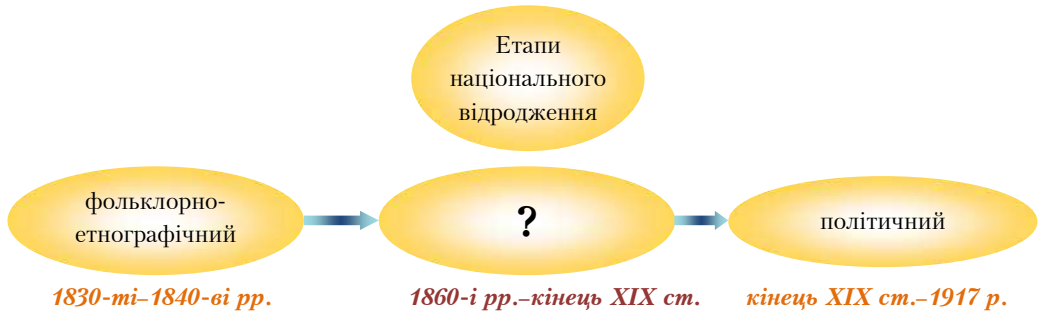 Етапи
національного
відродження
фольклорно-
етнографічний
?
політичний
1830-ті–1840-ві рр.
1860-і рр.–кінець XIX ст.
кінець XIX ст.–1917 р.